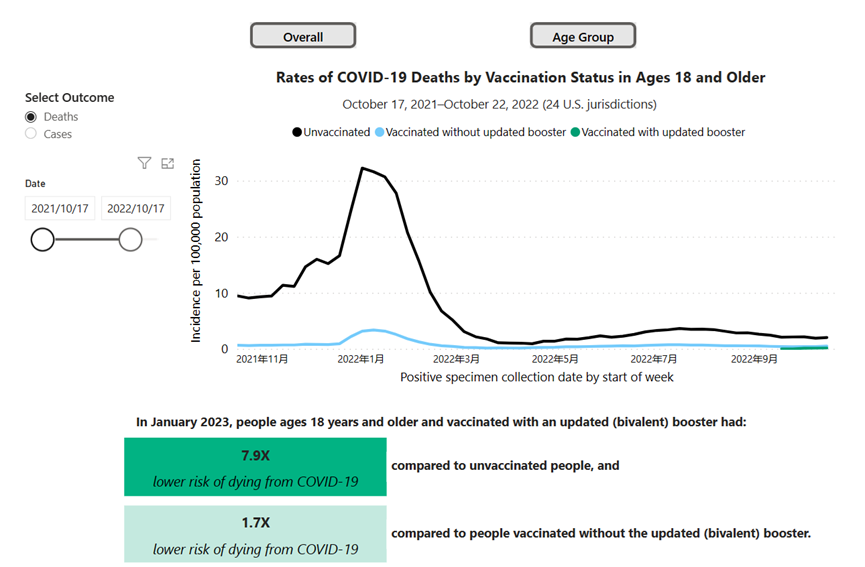 Overall
Age Group
Rates of COVID-19 Deaths by Vaccination Status in Ages 18 and Older
October 17, 2021–October 22, 2022 (24 U.S. jurisdictions)
Select Outcome
Deaths
Cases
Unvaccinated Vaccinated without updated booster Vaccinated with updated booster
Date
2021/10/17 2022/10/17
Incidence per 100,000 population
30
20
10
0
2021年11月 2022年1月 2022年3月 2022年5月 2022年7月 2022年9月
Positive specimen collection date by start of week
In January 2023, people ages 18 years and older and vaccinated with an updated (bivalent) booster had:
7.9X
lower risk of dying from COVID-19
compared to unvaccinated people, and
1.7X
lower risk of dying from COVID-19
compared to people vaccinated without the updated (bivalent) booster.